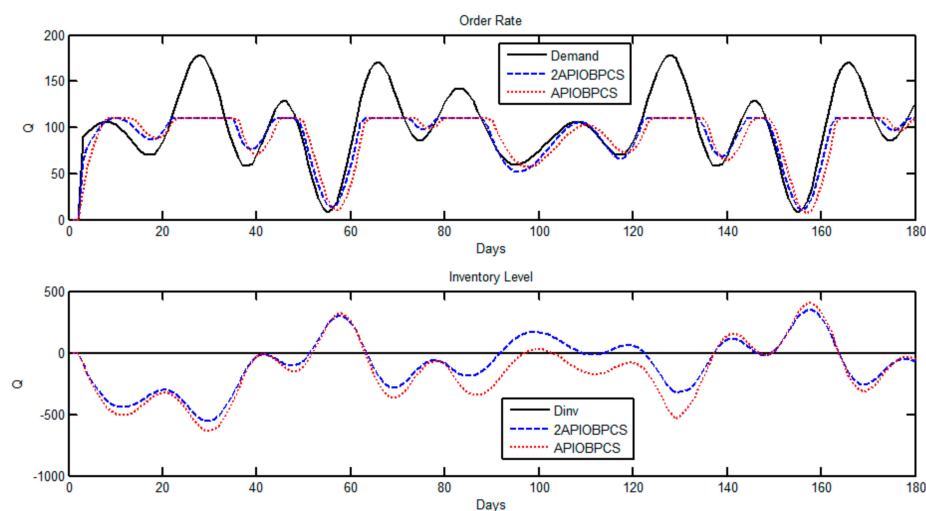 Order Rate
200
150
100
50
0
Q
Demand
2APIOBPCS
APIOBPCS
0 20 40 60 80 100 120 140 160 180
Days
Inventory Level
500
0
-500
-1000
Q
Dinv
2APIOBPCS
APIOBPCS
0 20 40 60 80 100 120 140 160 180
Days